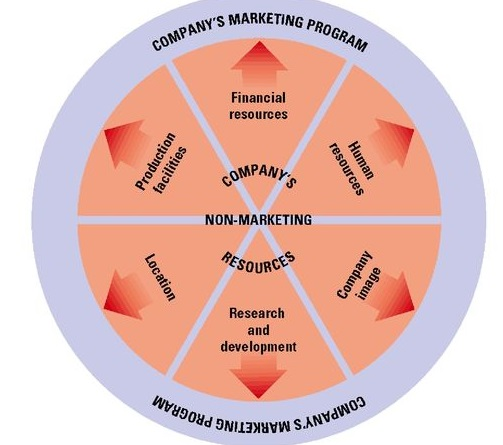 COMPANY'S MARKETING PROGRAM
Financial
resources
Production
facilities
Human
resources
COMPANY'S
NON-MARKETING
RESOURCES
Location
Company
image
Research
and
development
COMPANY'S MARKETING PROGRAM